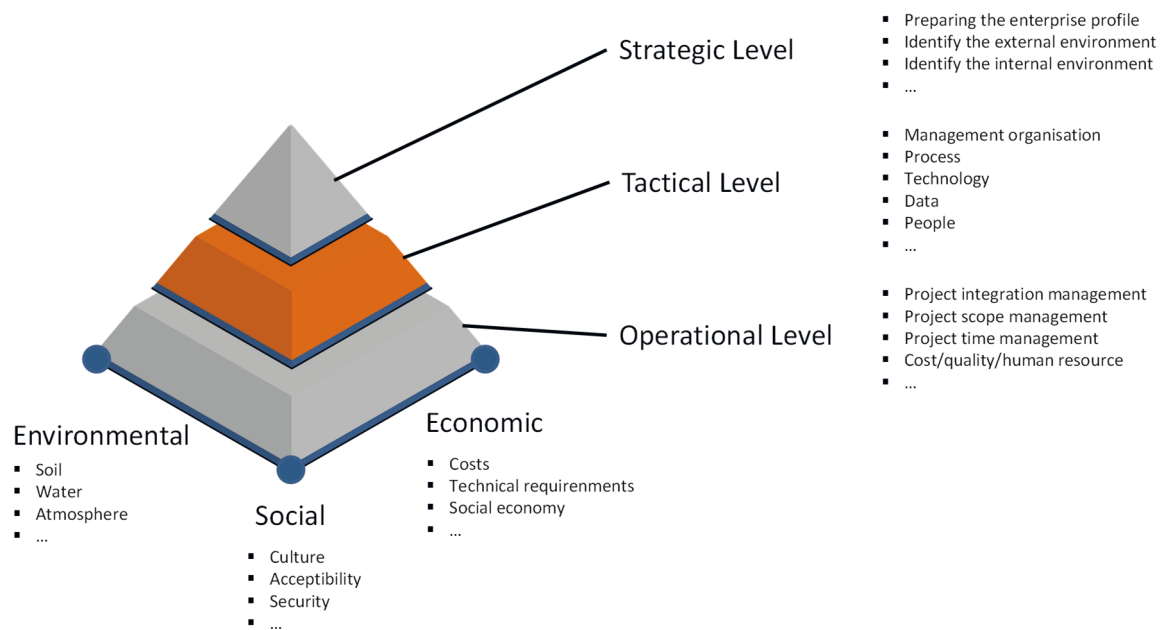 Strategic Level
▪ Preparing the enterprise profile
▪ Identify the external environment
▪ Identify the internal environment
▪ ...
Tactical Level
▪ Management organisation
▪ Process
▪ Technology
▪ Data
▪ People
▪ ...
Operational Level
▪ Project integration management
▪ Project scope management
▪ Project time management
▪ Cost/quality/human resource
▪ ...
Environmental
▪ Soil
▪ Water
▪ Atmosphere
▪ ...
Social
▪ Culture
▪ Acceptibility
▪ Security
▪ ...
Economic
▪ Costs
▪ Technical requirenments
▪ Social economy
▪ ...